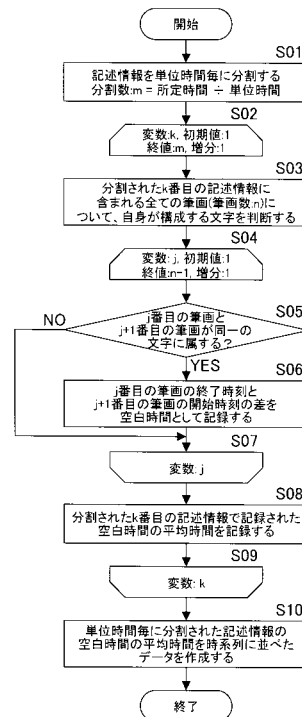 開始
S01
記述情報を単位時間毎に分割する
分割数:m = 所定時間 ÷ 単位時間
S02
変数:k, 初期値:1
終値:m, 増分:1
S03
分割されたk番目の記述情報に
含まれる全ての筆画(筆画数:n)に
ついて、自身が構成する文字を判断する
S04
変数: j, 初期値:1
終値:n-1, 増分:1
S05
j番目の筆画と
j+1番目の筆画が同一の
文字に属する?
NO
YES
S06
j番目の筆画の終了時刻と
j+1番目の筆画の開始時刻の差を
空白時間として記録する
S07
変数: j
S08
分割されたk番目の記述情報で記録された
空白時間の平均時間を記録する
S09
変数: k
S10
単位時間毎に分割された記述情報の
空白時間の平均時間を時系列に並べた
データを作成する
終了